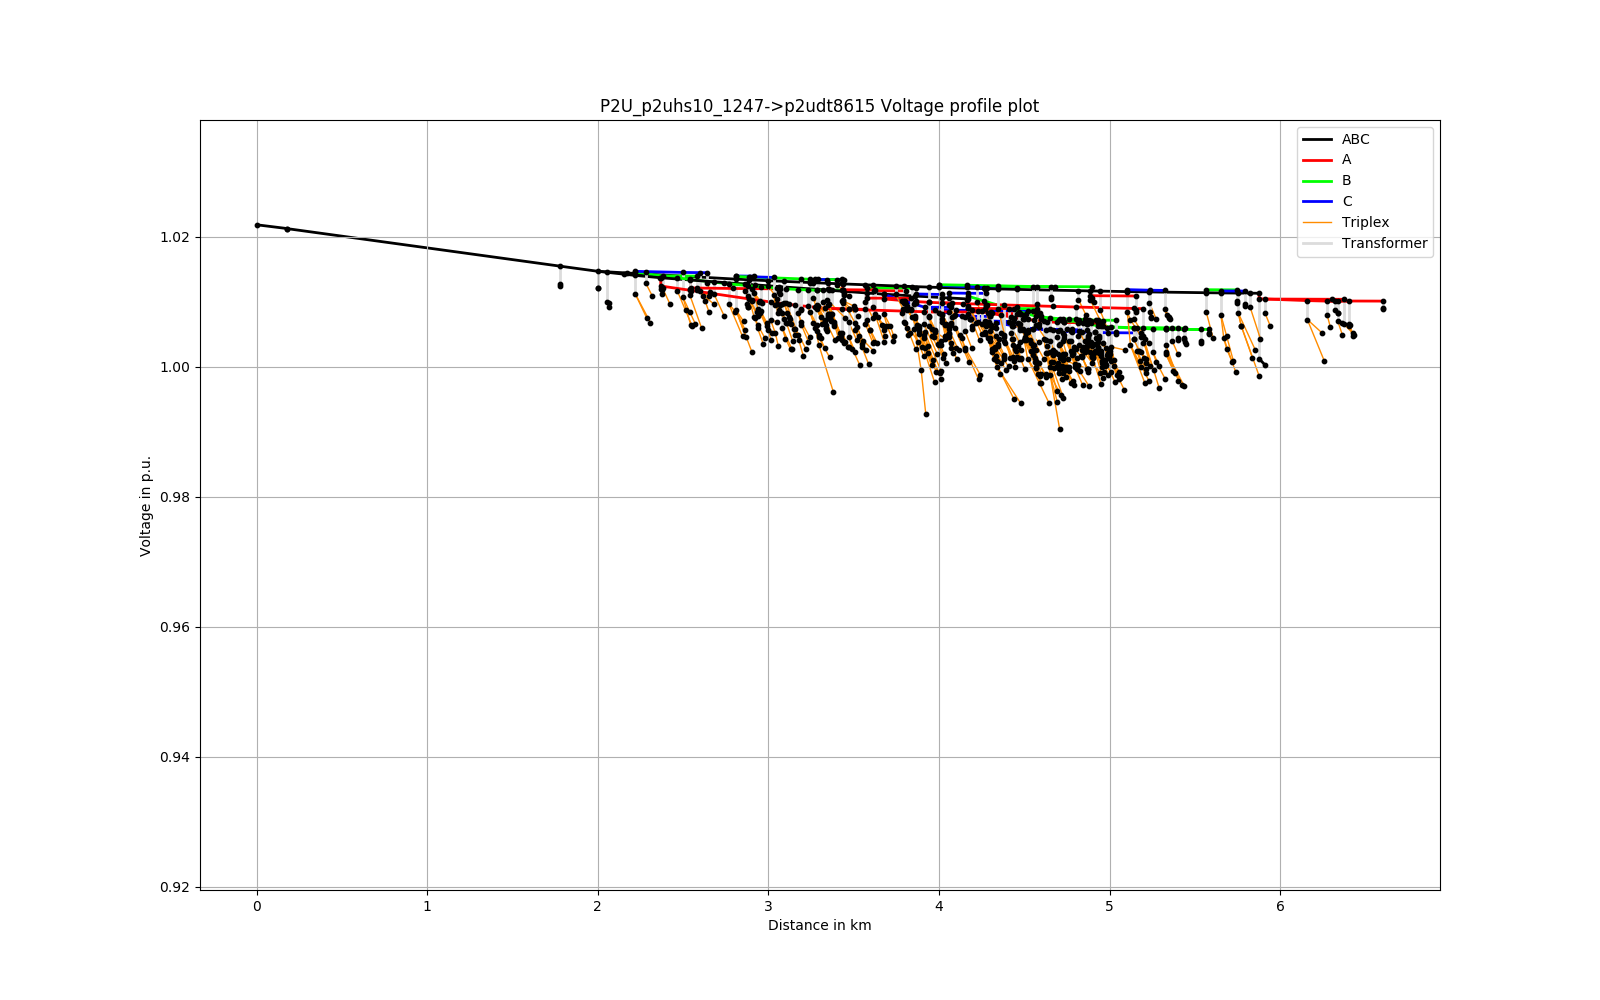 P2U_p2uhs10_1247->p2udt8615 Voltage profile plot
ABC
A
B
C
Triplex
Transformer
1.02
1.00
0.98
0.96
0.94
0.92
Voltage in p.u.
0 1 2 3 4 5 6
Distance in km